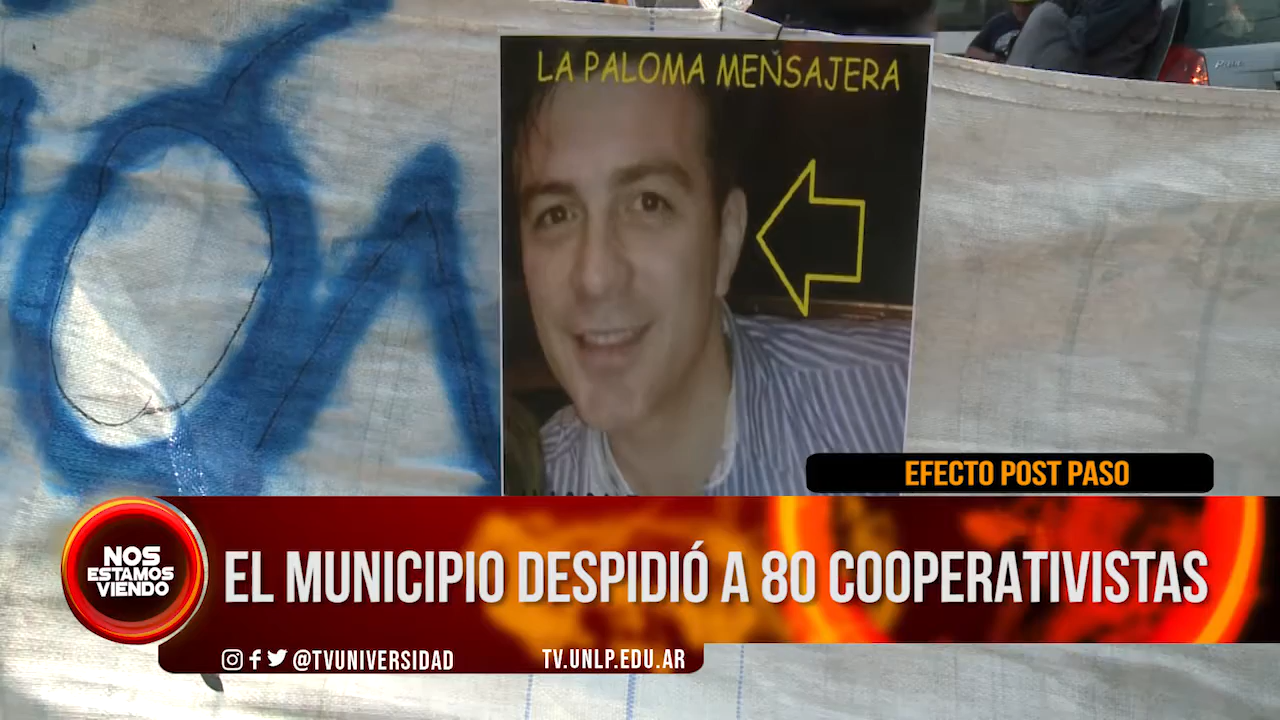 LA PALOMA MENSAJERA
EFECTO POST PASO
NOS
ESTAMOS
VIENDO
EL MUNICIPIO DESPIDIÓ A 80 COOPERATIVISTAS
@TVUNIVERSIDAD
TV.UNLP.EDU.AR